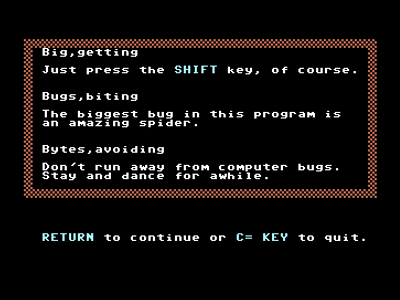 Big,getting
Just press the SHIFT key, of course.
Bugs,biting
The biggest bug in this program is
an amazing spider.
Bytes,avoiding
Don't run away from computer bugs.
Stay and dance for awhile.
RETURN to continue or C= KEY to quit.